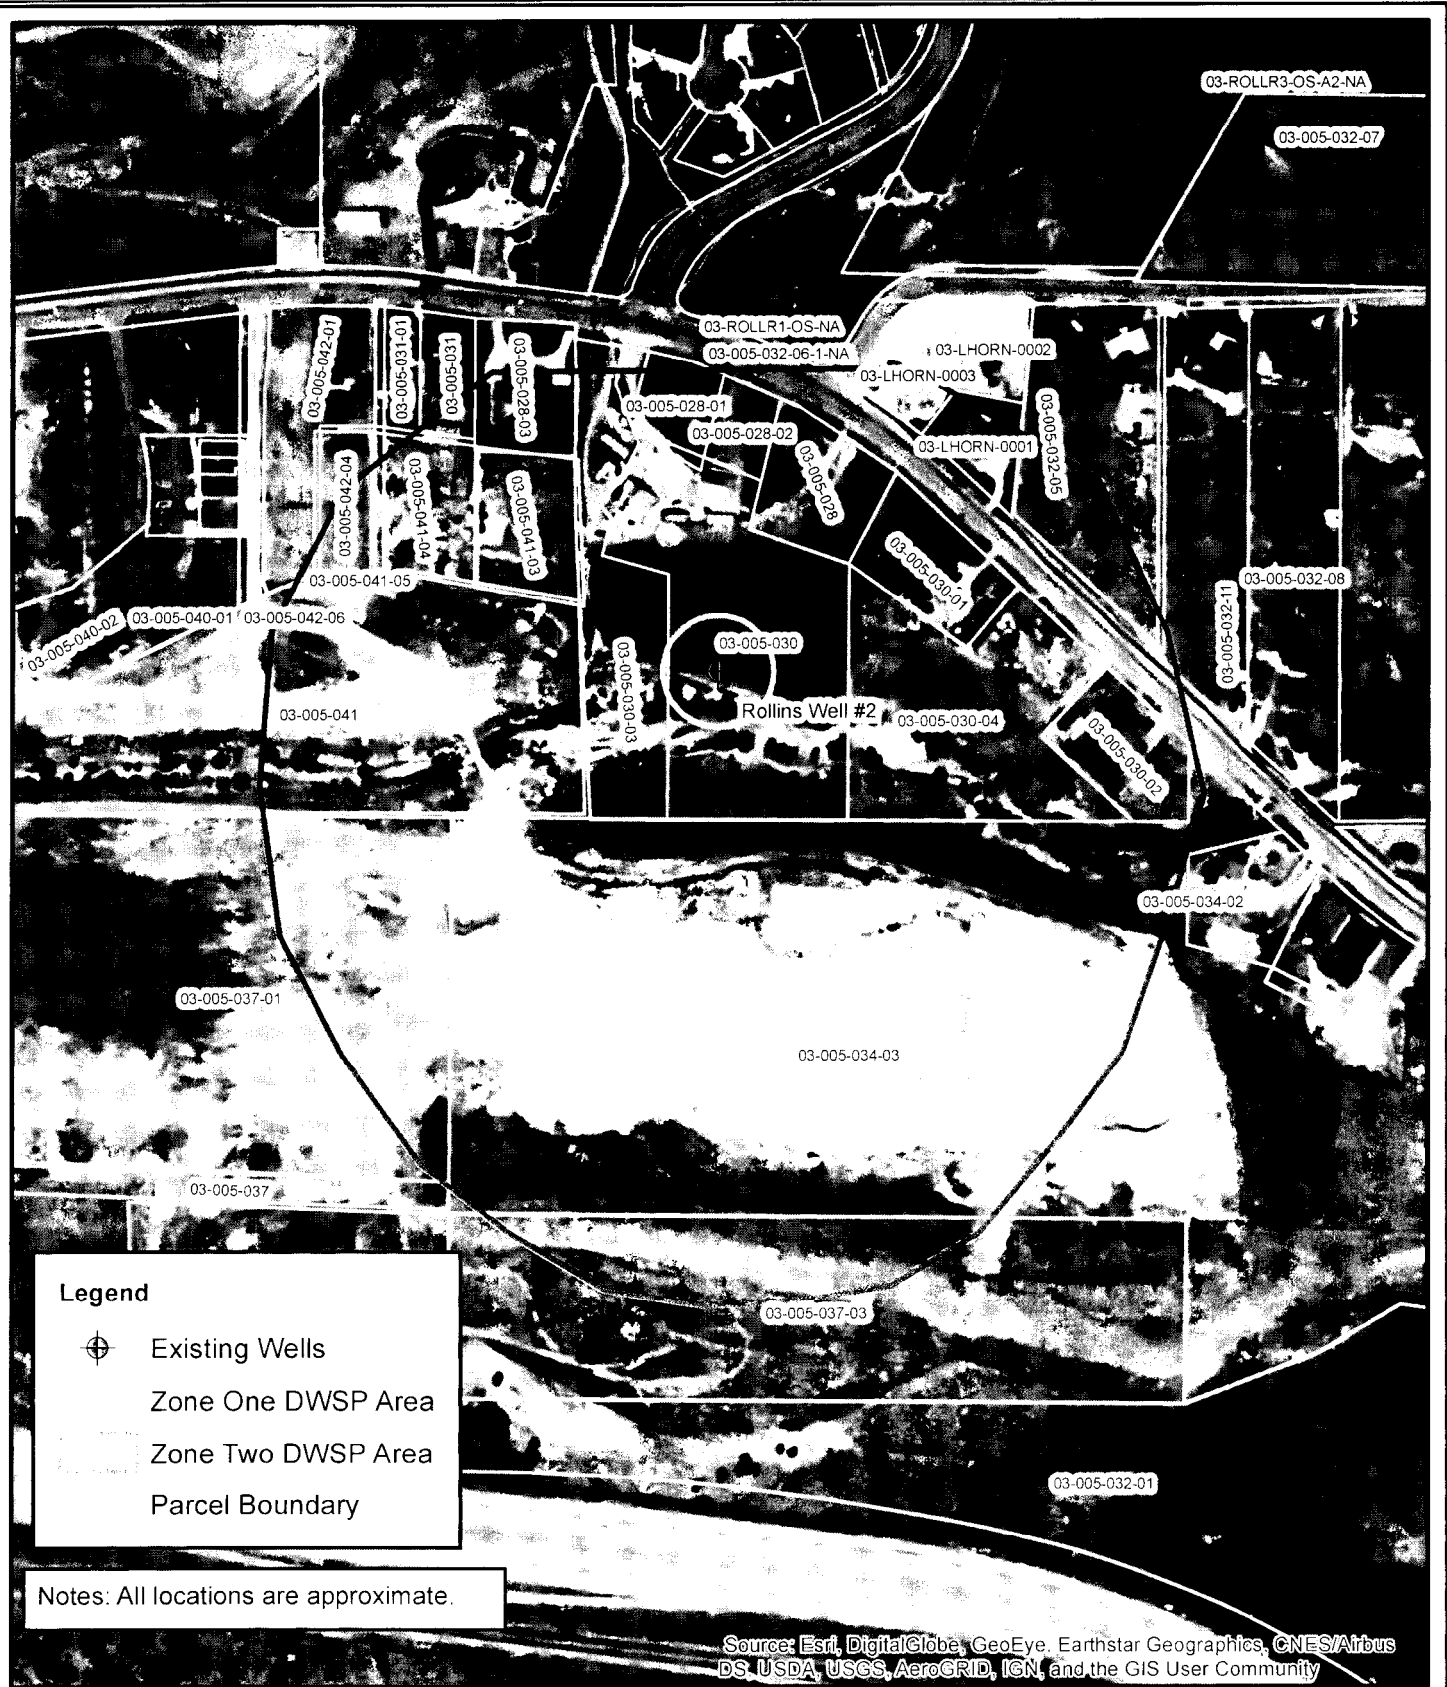 03-ROLLR3-OS-A2-NA
03-005-032-07
03-ROLLR1-OS-NA
03-005-032-06-1-NA
03-LHORN-0002
03-LHORN-0003
03-005-042-01
03-005-031-01
03-005-031
03-005-028-03
03-005-028-01
03-005-028-02
03-005-028
03-LHORN-0001
03-005-032-05
03-005-042-04
03-005-041-04
03-005-041-03
03-005-041-05
03-005-030-01
03-005-032-08
03-005-032-11
03-005-040-02
03-005-040-01
03-005-042-06
03-005-030
03-005-030-03
Rollins Well #2
03-005-030-04
03-005-041
03-005-030-02
03-005-034-02
03-005-037-01
03-005-034-03
03-005-037
03-005-037-03
03-005-032-01
Legend
Existing Wells
Zone One DWSP Area
Zone Two DWSP Area
Parcel Boundary
Notes: All locations are approximate.
Source: Esri, DigitalGlobe, GeoEye, Earthstar Geographics, CNES/Airbus
DS, USDA, USGS, AeroGRID, IGN, and the GIS User Community